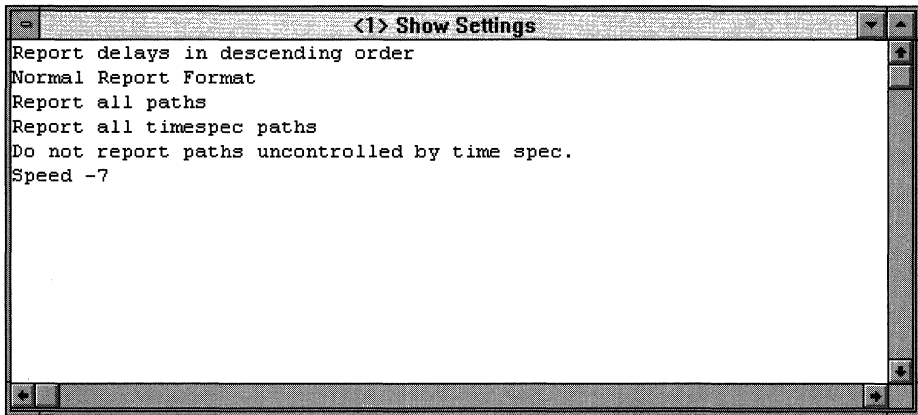 <1> Show Settings
Report delays in descending order
Normal Report Format
Report all paths
Report all timespec paths
Do not report paths uncontrolled by time spec.
Speed -7